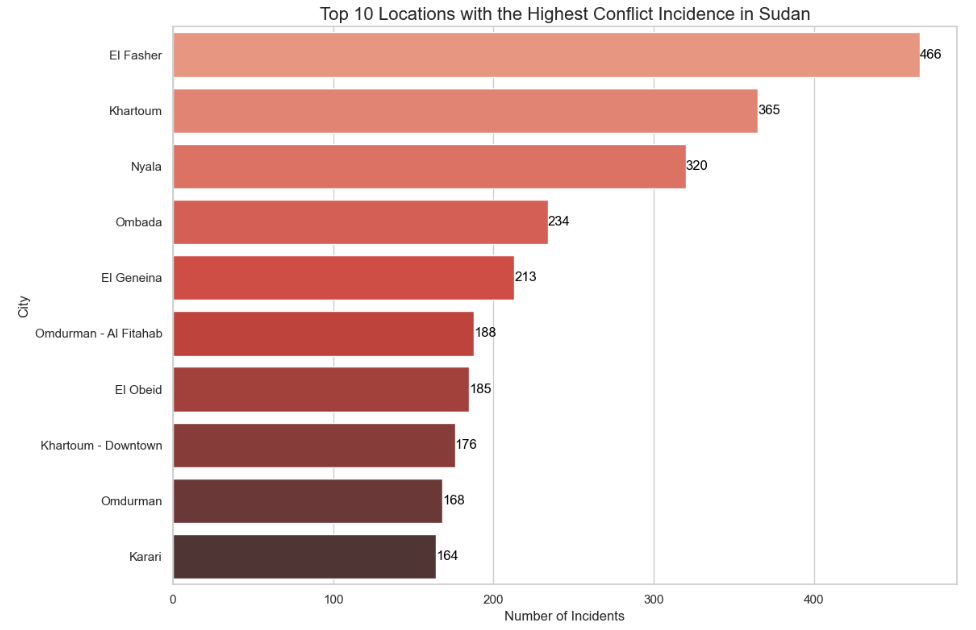 Top 10 Locations with the Highest Conflict Incidence in Sudan
City
El Fasher 466
Khartoum 365
Nyala 320
Ombada 234
El Geneina 213
Omdurman - Al Fitahab 188
El Obeid 185
Khartoum - Downtown 176
Omdurman 168
Karari 164
0 100 200 300 400
Number of Incidents